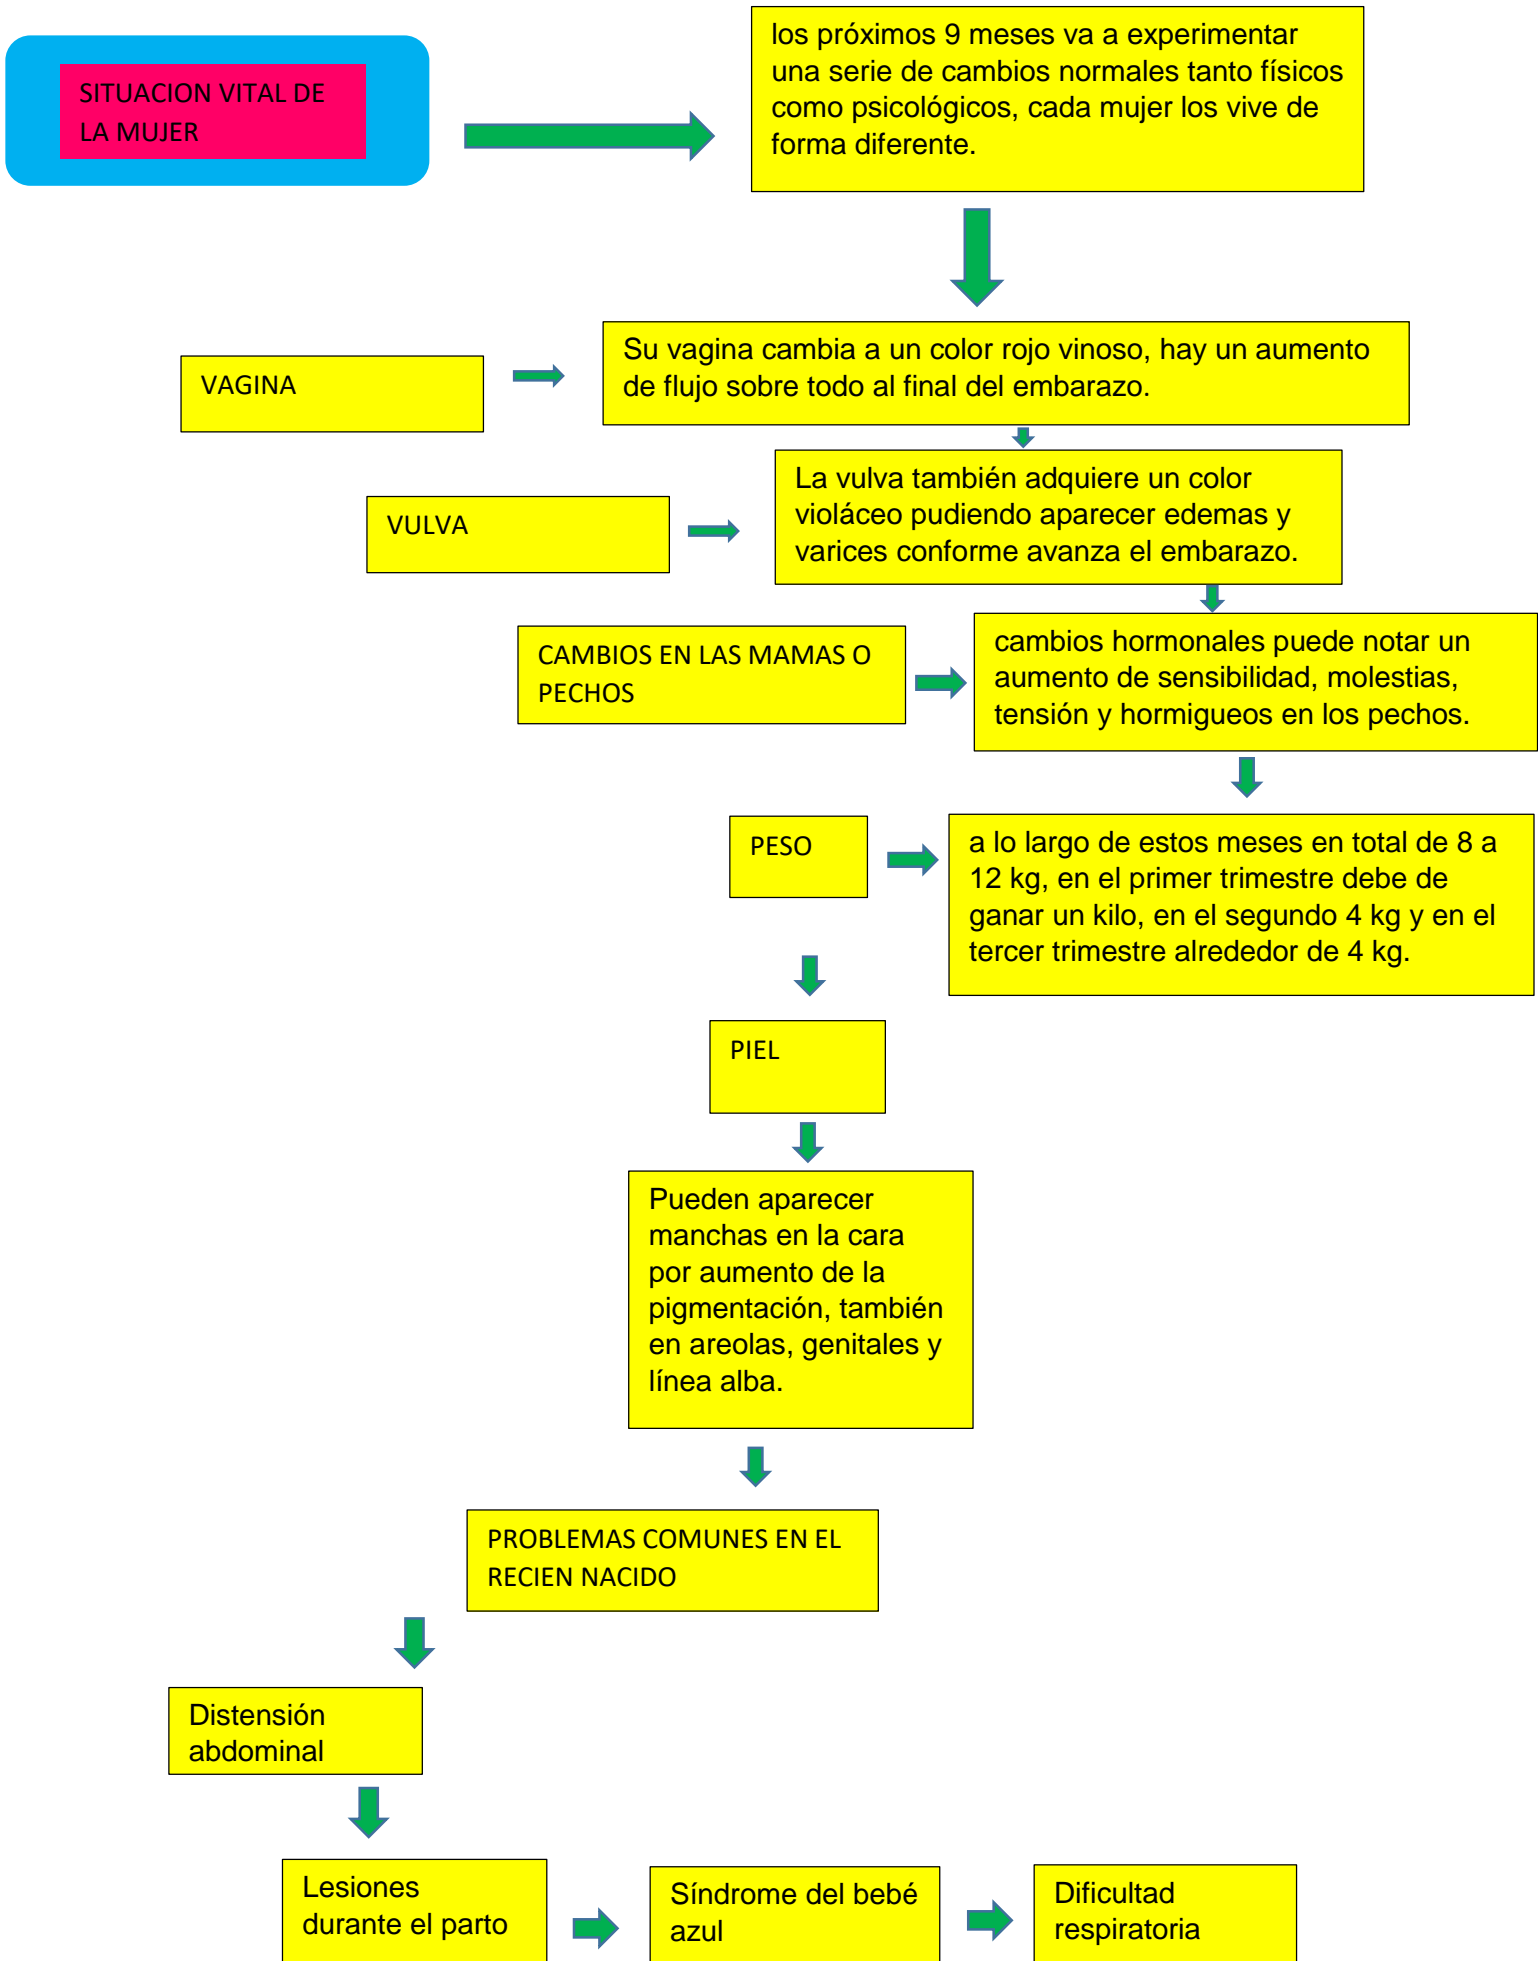 SITUACION VITAL DE
LA MUJER
los próximos 9 meses va a experimentar
una serie de cambios normales tanto físicos
como psicológicos, cada mujer los vive de
forma diferente.
VAGINA
Su vagina cambia a un color rojo vinoso, hay un aumento
de flujo sobre todo al final del embarazo.
VULVA
La vulva también adquiere un color
violáceo pudiendo aparecer edemas y
varices conforme avanza el embarazo.
CAMBIOS EN LAS MAMAS O
PECHOS
cambios hormonales puede notar un
aumento de sensibilidad, molestias,
tensión y hormigueos en los pechos.
PESO
a lo largo de estos meses en total de 8 a
12 kg, en el primer trimestre debe de
ganar un kilo, en el segundo 4 kg y en el
tercer trimestre alrededor de 4 kg.
PIEL
Pueden aparecer
manchas en la cara
por aumento de la
pigmentación, también
en areolas, genitales y
línea alba.
PROBLEMAS COMUNES EN EL
RECIEN NACIDO
Distensión
abdominal
Lesiones
durante el parto
Síndrome del bebé
azul
Dificultad
respiratoria